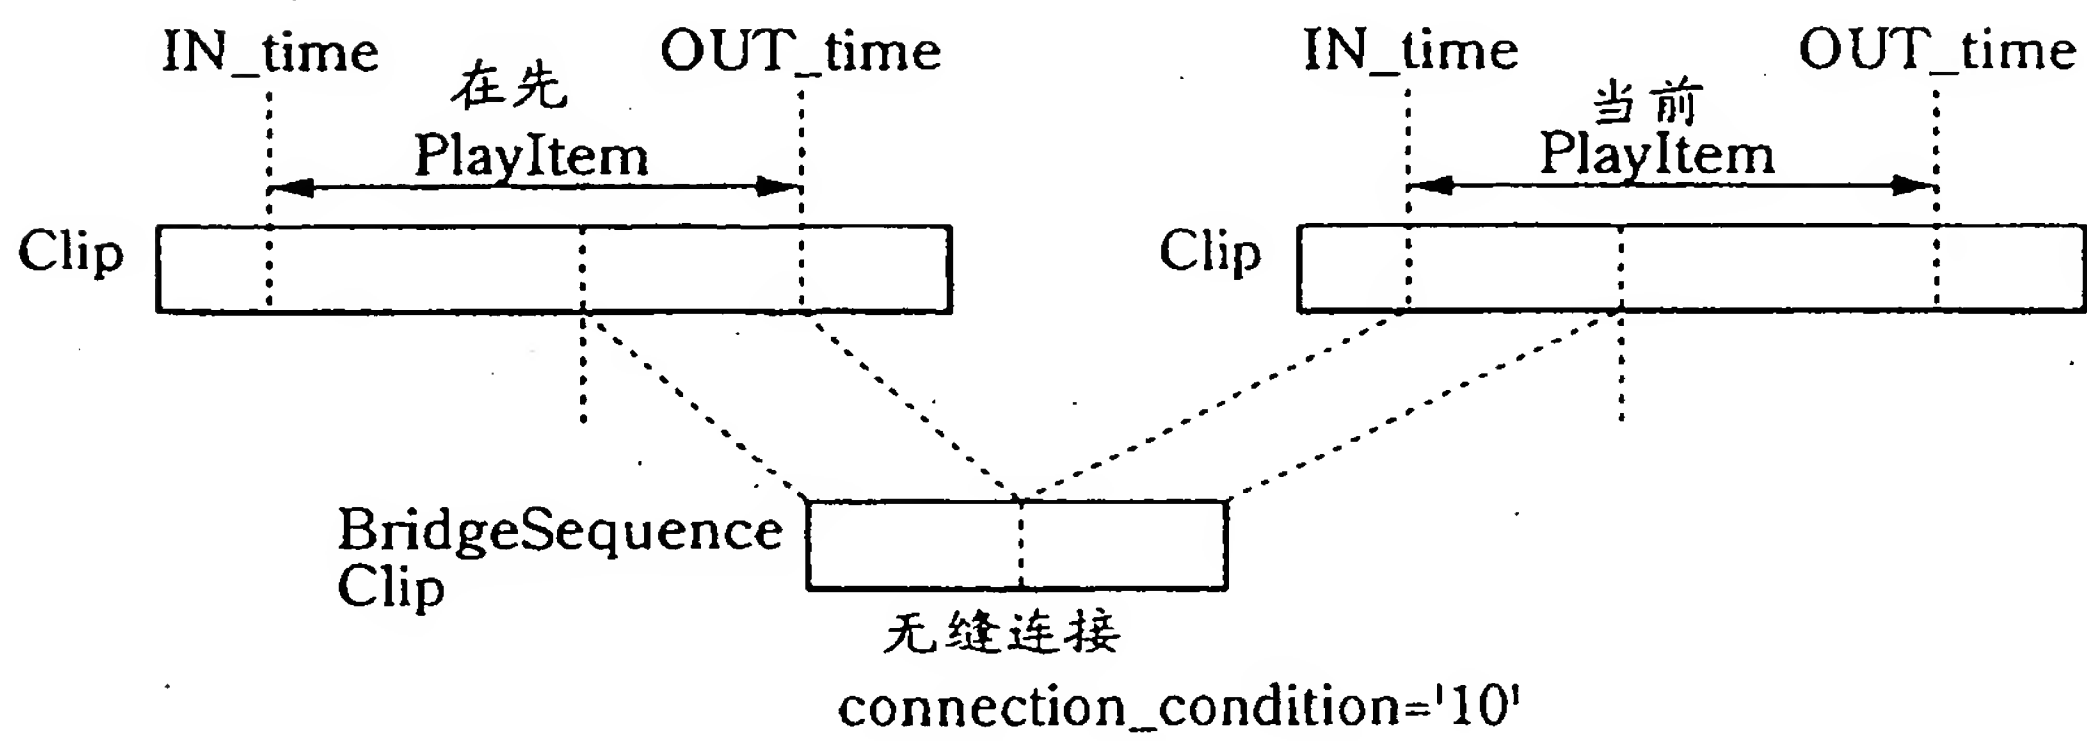 IN_time
OUT_time
在先
PlayItem
Clip
IN_time
OUT_time
当前
PlayItem
Clip
BridgeSequence
Clip
无缝连接
connection_condition='10'